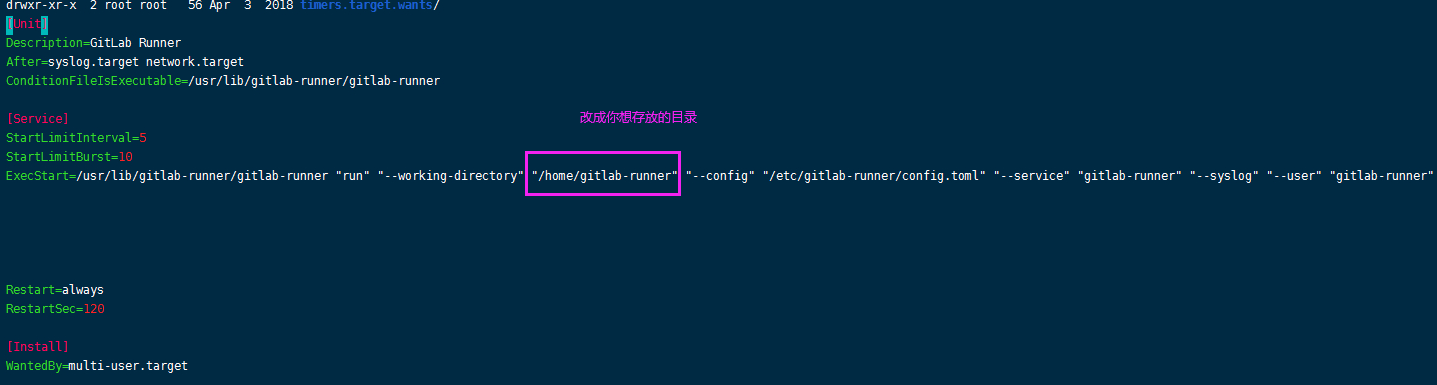 drwxr-xr-x  2 root root   56 Apr  3  2018 timers.target.wants/
[Unit]
Description=GitLab Runner
After=syslog.target network.target
ConditionFileIsExecutable=/usr/lib/gitlab-runner/gitlab-runner
改成你想存放的目录
[Service]
StartLimitInterval=5
StartLimitBurst=10
ExecStart=/usr/lib/gitlab-runner/gitlab-runner "run" "--working-directory" "/home/gitlab-runner" "--config" "/etc/gitlab-runner/config.toml" "--service" "gitlab-runner" "--syslog" "--user" "gitlab-runner"
Restart=always
RestartSec=120
[Install]
WantedBy=multi-user.target